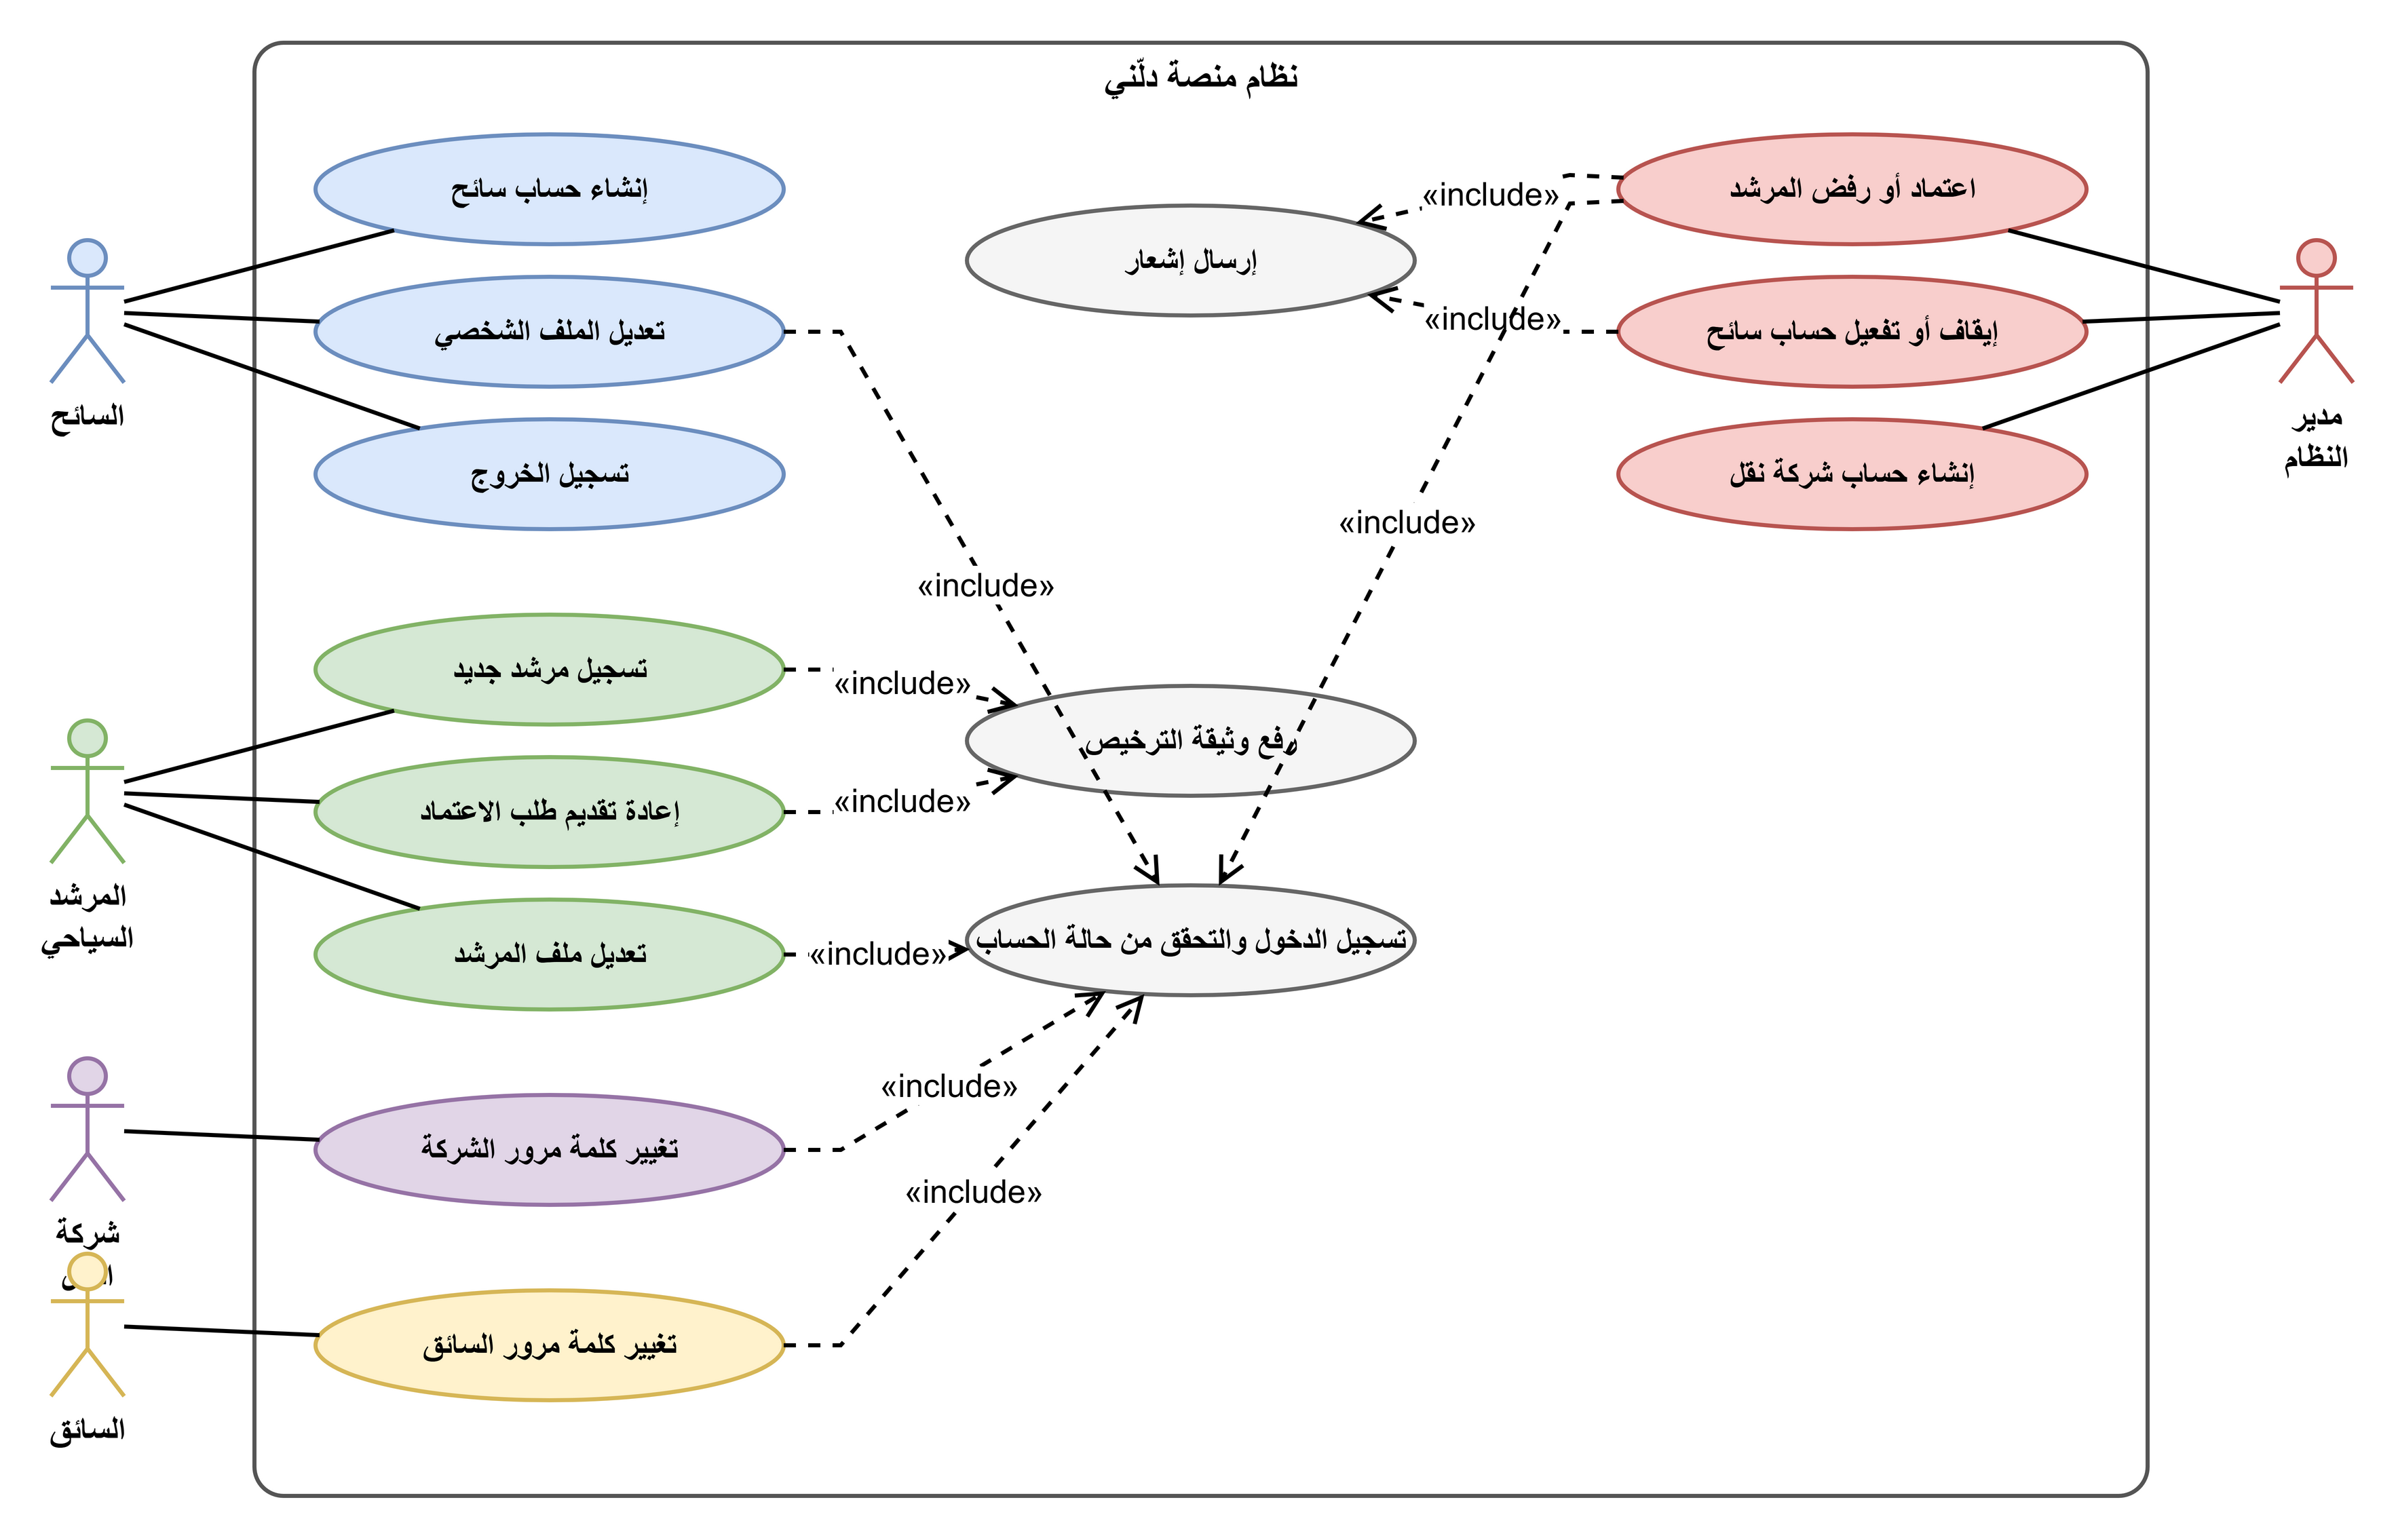 نظام منصة دلّني
إنشاء حساب سائح
تعديل الملف الشخصي
تسجيل الخروج
السائح
إرسال إشعار
«include»
«include»
اعتماد أو رفض المرشد
إيقاف أو تفعيل حساب سائح
إنشاء حساب شركة نقل
مدير
النظام
«include»
«include»
تسجيل مرشد جديد
إعادة تقديم طلب الاعتماد
تعديل ملف المرشد
المرشد
السياحي
«include»
«include»
«include»
رفع وثيقة الترخيص
تسجيل الدخول والتحقق من حالة الحساب
شركة
تغيير كلمة مرور الشركة
«include»
«include»
تغيير كلمة مرور السائق
السائق